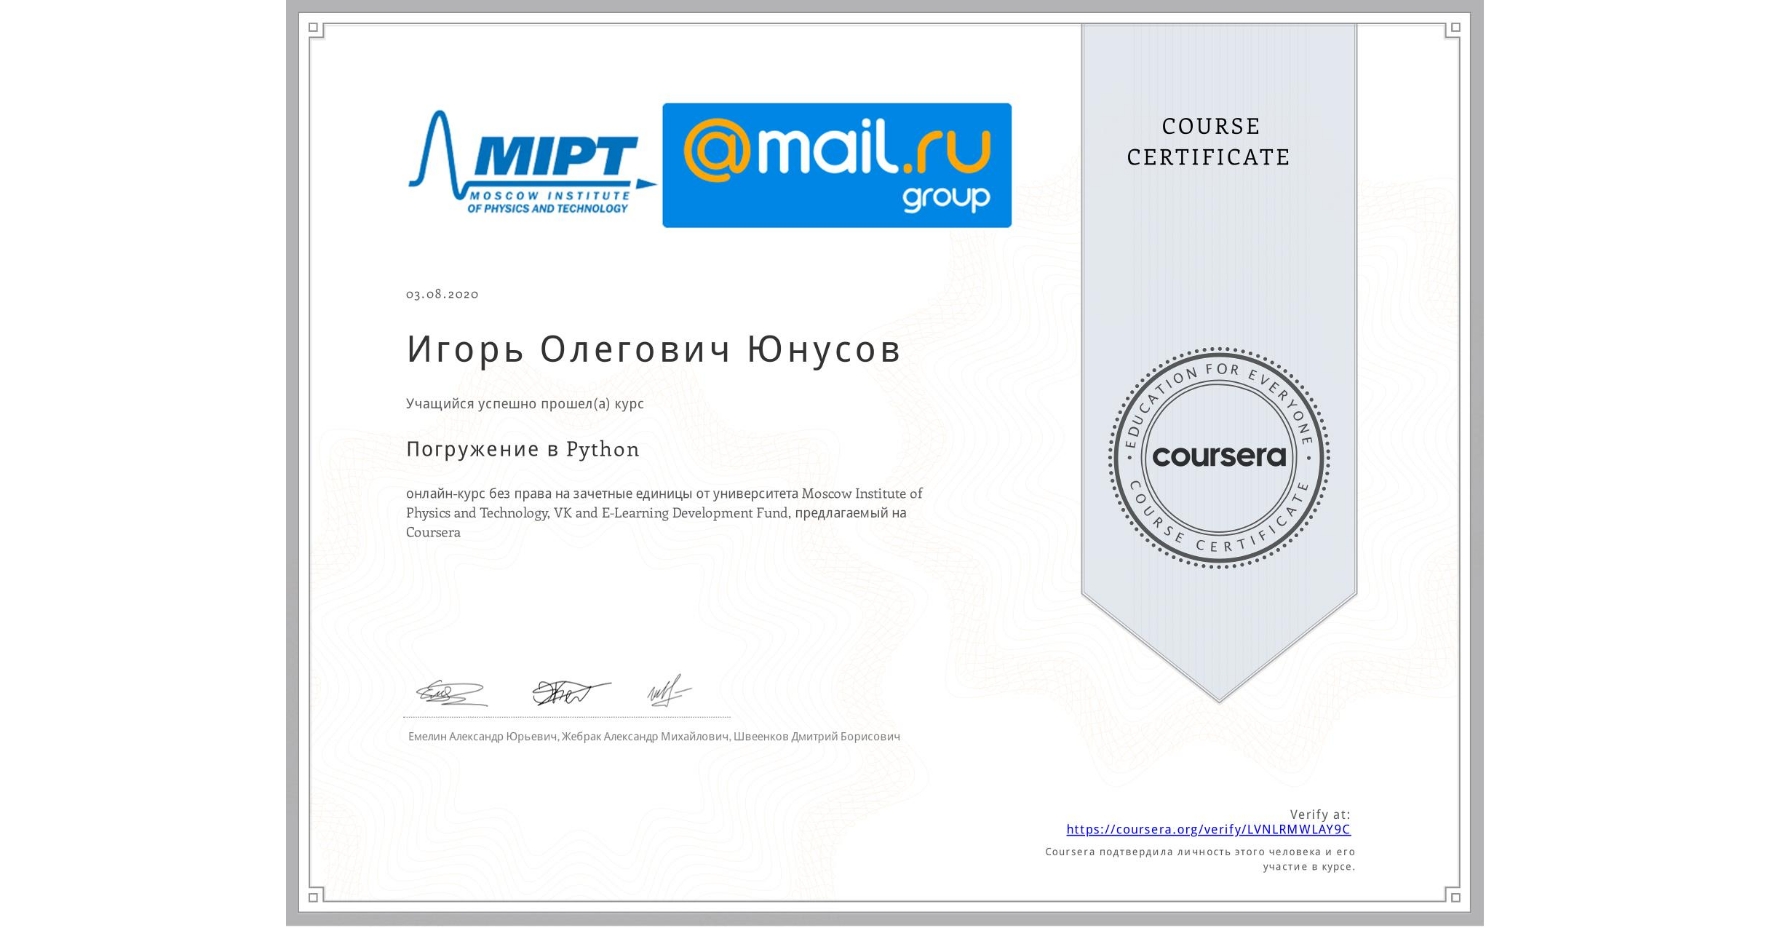 MIPT
MOSCOW INSTITUTE
OF PHYSICS AND TECHNOLOGY
@mail.ru
group
COURSE
CERTIFICATE
03.08.2020
Игорь Олегович Юнусов
Учащийся успешно прошел(а) курс
Погружение в Python
онлайн-курс без права на зачетные единицы от университета Moscow Institute of
Physics and Technology, VK and E-Learning Development Fund, предлагаемый на
Coursera
EDUCATION FOR EVERYONE
coursera
COURSE CERTIFICATE
Емелин Александр Юрьевич, Жебрак Александр Михайлович, Швеенков Дмитрий Борисович
Verify at:
https://coursera.org/verify/LVNLRMWLAY9C
Coursera подтвердила личность этого человека и его
участие в курсе.